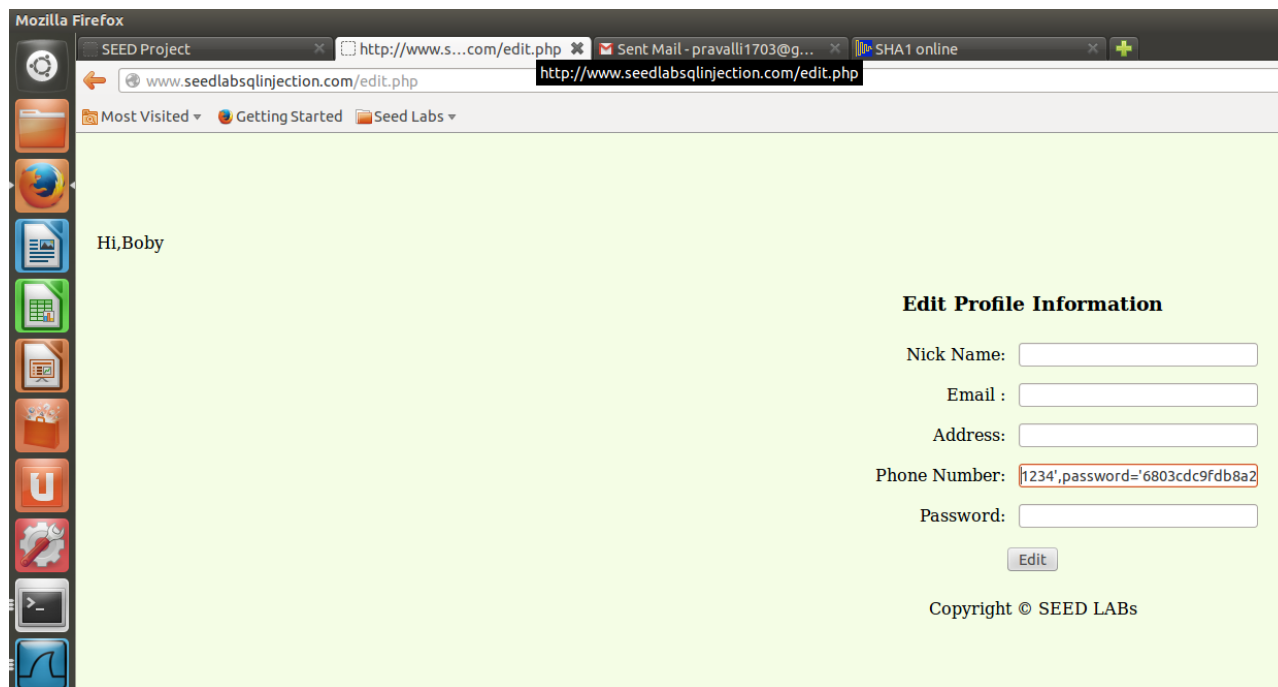 Mozilla Firefox
SEED Project
http://www.s...com/edit.php
Sent Mail - pravalli1703@g...
SHA1 online
www.seedlabsqlinjection.com/edit.php
http://www.seedlabsqlinjection.com/edit.php
Most Visited
Getting Started
Seed Labs
Hi,Boby
Edit Profile Information
Nick Name:
Email :
Address:
Phone Number: 1234',password='6803cdc9fdb8a2
Password:
Edit
Copyright © SEED LABs